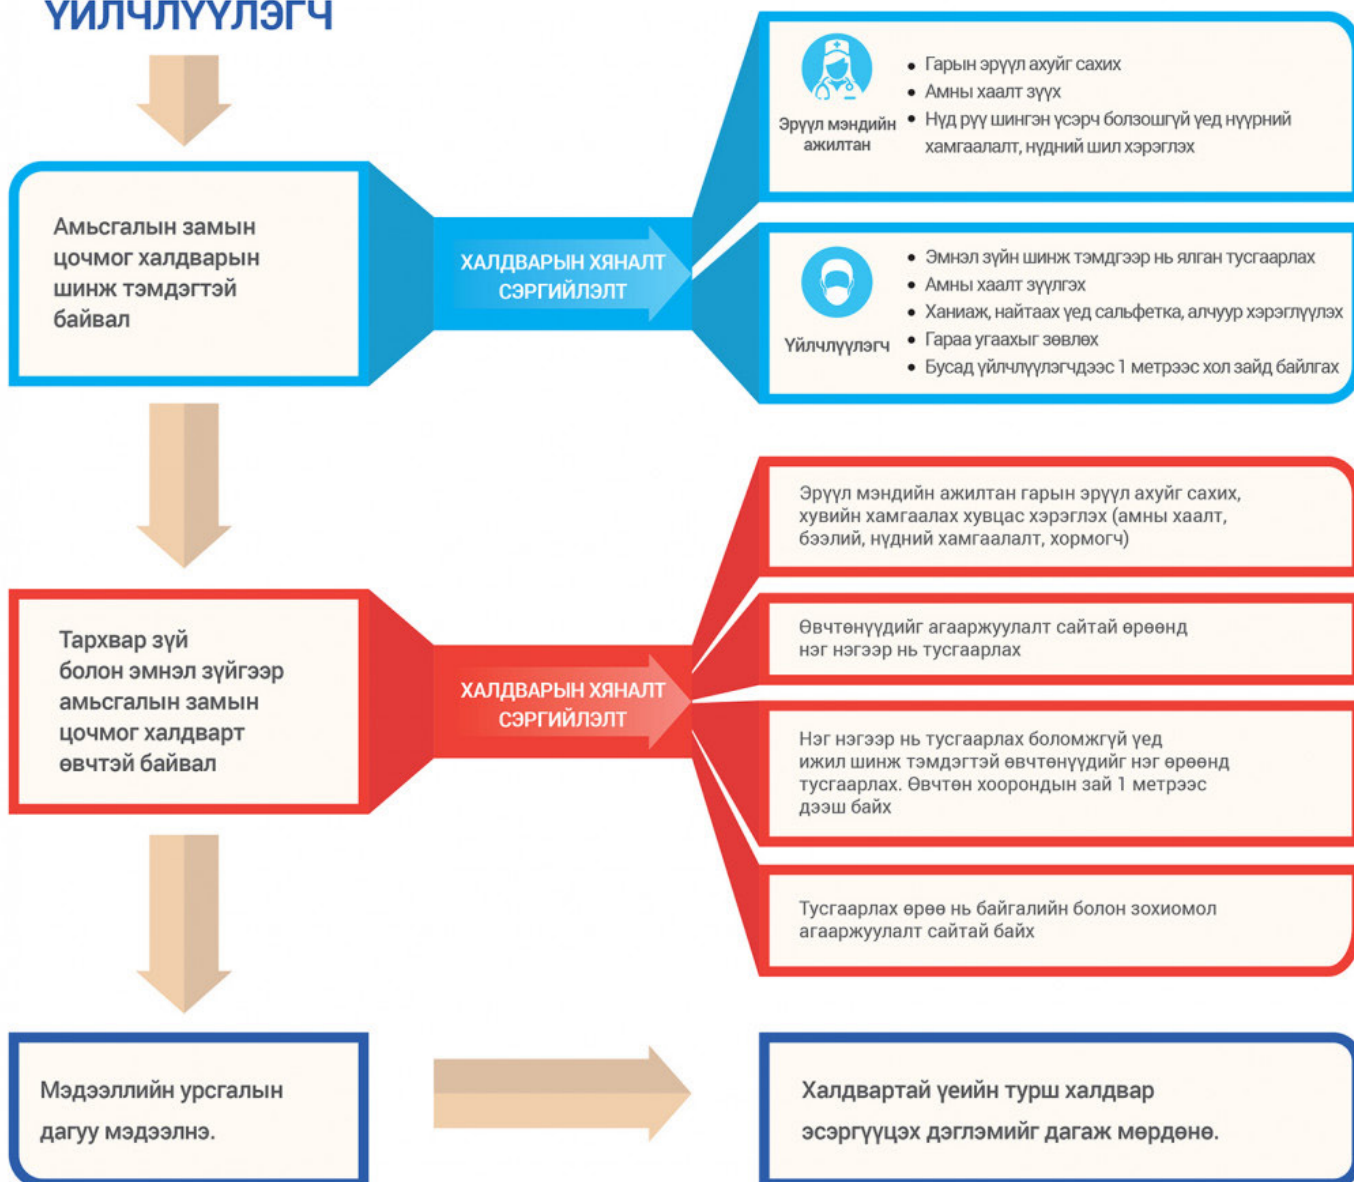 ҮЙЛЧЛҮҮЛЭГЧ
Амьсгалын замын
цочмог халдварын
шинж тэмдэгтэй
байвал
ХАЛДВАРЫН ХЯНАЛТ
СЭРГИЙЛЭЛТ
Эрүүл мэндийн
ажилтан
• Гарын эрүүл ахуйг сахих
• Амны хаалт зүүх
• Нүд рүү шингэн үсэрч болзошгүй үед нүүрний
хамгаалалт, нүдний шил хэрэглэх
Үйлчлүүлэгч
• Эмнэл зүйн шинж тэмдгээр нь ялган тусгаарлах
• Амны хаалт зүүлгэх
• Ханиаж, найтаах үед сальфетка, алчуур хэрэглүүлэх
• Гараа угаахыг зөвлөх
• Бусад үйлчлүүлэгчдээс 1 метрээс хол зайд байлгах
Тархвар зүй
болон эмнэл зүйгээр
амьсгалын замын
цочмог халдварт
өвчтэй байвал
ХАЛДВАРЫН ХЯНАЛТ
СЭРГИЙЛЭЛТ
Эрүүл мэндийн ажилтан гарын эрүүл ахуйг сахих,
хувийн хамгаалах хувцас хэрэглэх (амны хаалт,
бээлий, нүдний хамгаалалт, хормогч)
Өвчтөнүүдийг агааржуулалт сайтай өрөөнд
нэг нэгээр нь тусгаарлах
Нэг нэгээр нь тусгаарлах боломжгүй үед
ижил шинж тэмдэгтэй өвчтөнүүдийг нэг өрөөнд
тусгаарлах. Өвчтөн хоорондын зай 1 метрээс
дээш байх
Тусгаарлах өрөө нь байгалийн болон зохиомол
агааржуулалт сайтай байх
Мэдээллийн урсгалын
дагуу мэдээлнэ.
Халдвартай үеийн турш халдвар
эсэргүүцэх дэглэмийг дагаж мөрдөнө.